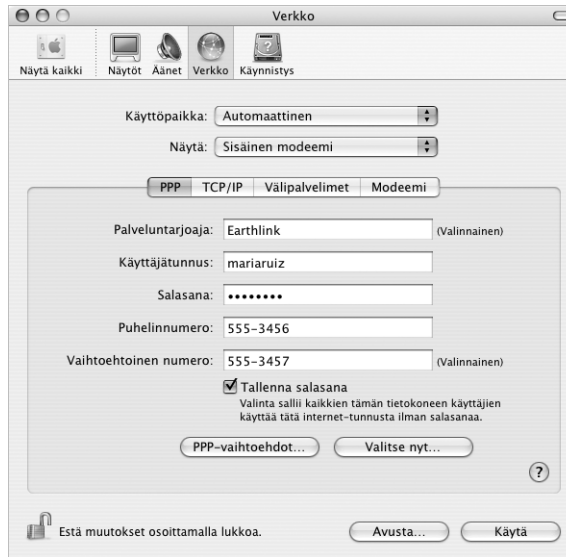 Verkko
Näytä kaikki Näytöt Äänet Verkko Käynnistys
Käyttöpaikka: Automaattinen
Näytä: Sisäinen modeemi
PPP TCP/IP Välipalvelimet Modeemi
Palveluntarjoaja: Earthlink (Valinnainen)
Käyttäjätunnus: mariaruiz
Salasana: ••••••••
Puhelinnumero: 555-3456
Vaihtoehtoinen numero: 555-3457 (Valinnainen)
Tallenna salasana
Valinta sallii kaikkien tämän tietokoneen käyttäjien
käyttää tätä internet-tunnusta ilman salasanaa.
PPP-vaihtoehdot... Valitse nyt...
?
Estä muutokset osoittamalla lukkoa. Avusta... Käytä